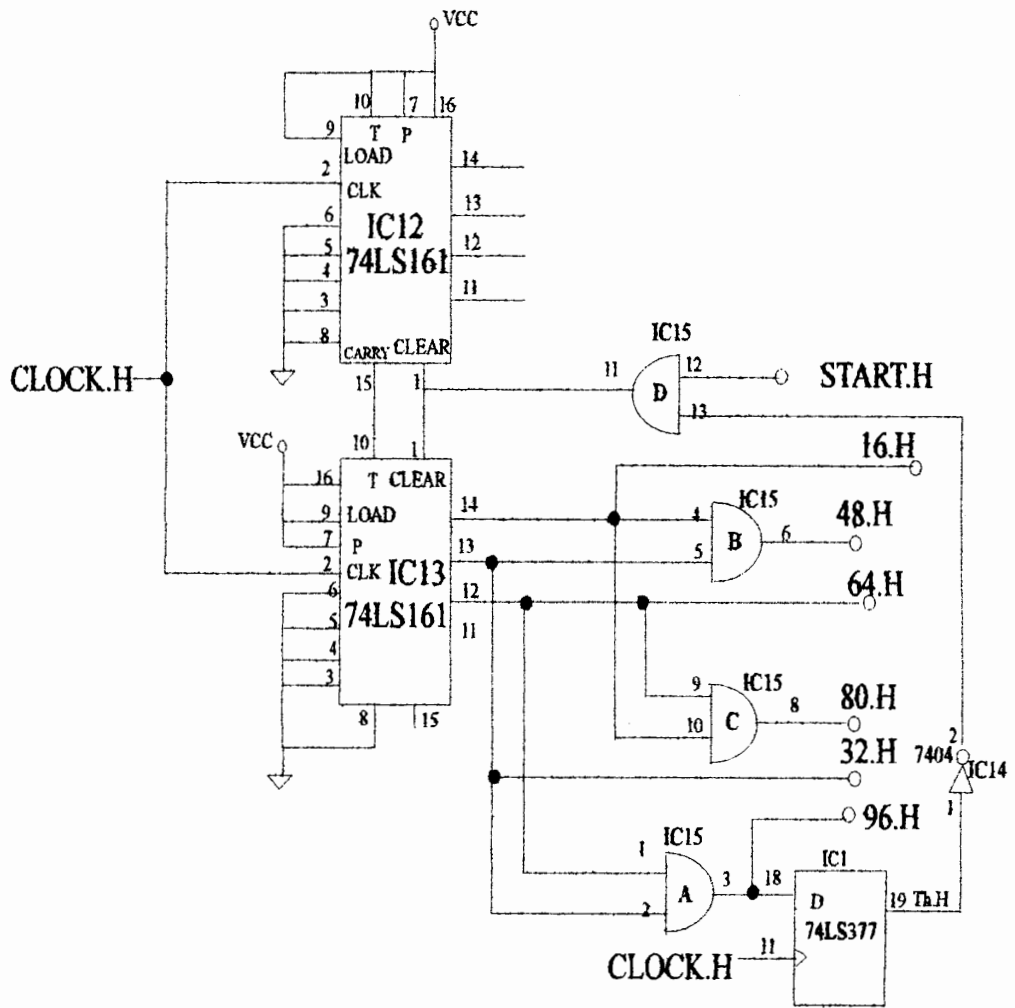 VCC
10 7 16
9 T P
LOAD
2 14
CLK
13
6 IC12
5 74LS161 12
4
3 11
8
CARRY CLEAR
IC15
11 D 12
13
CLOCK.H
START.H
15 1
VCC
10 1
16 T CLEAR
9 LOAD 14
7 P
2 CLK IC13 13
6 74LS161 12
5 11
4
3
8 15
16.H
IC15
4 B 6
5
48.H
64.H
IC15
9 C 8
10
80.H
32.H
2
7404 IC14
1
96.H
IC15
1 A 3
2
IC1
18 D 19 Th.H
74LS377
11
CLOCK.H